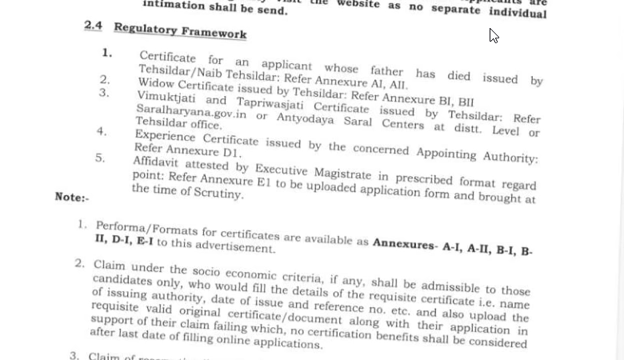 the website as no separate individual
intimation shall be send.
2.4 Regulatory Framework
1. Certificate for an applicant whose father has died issued by
Tehsildar/Naib Tehsildar: Refer Annexure AI, AII.
2. Widow Certificate issued by Tehsildar: Refer Annexure BI, BII
3. Vimuktjati and Tapriwasjati Certificate issued by Tehsildar: Refer
Saralharyana.gov.in or Antyodaya Saral Centers at distt. Level or
Tehsildar office.
4. Experience Certificate issued by the concerned Appointing Authority:
Refer Annexure D1.
5. Affidavit attested by Executive Magistrate in prescribed format regard
point: Refer Annexure E1 to be uploaded application form and brought at
the time of Scrutiny.
Note:-
1. Performa/Formats for certificates are available as Annexures- A-I, A-II, B-I, B-
II, D-I, E-I to this advertisement.
2. Claim under the socio economic criteria, if any, shall be admissible to those
candidates only, who would fill the details of the requisite certificate i.e. name
of issuing authority, date of issue and reference no. etc. and also upload the
requisite valid original certificate/document along with their application in
support of their claim failing which, no certification benefits shall be considered
after last date of filling online applications.
3. Claim of